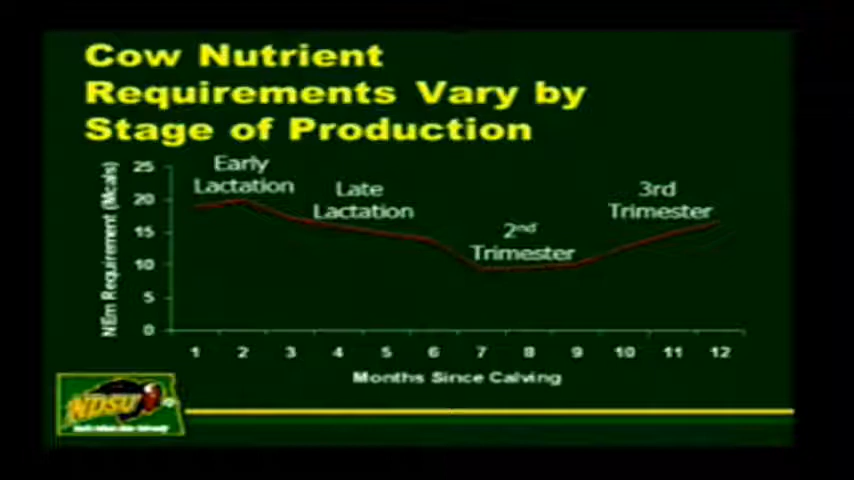 Cow Nutrient
Requirements Vary by
Stage of Production
NEm Requirement (Mcals)
25
20
15
10
5
0
Early
Lactation
Late
Lactation
2nd
Trimester
3rd
Trimester
1 2 3 4 5 6 7 8 9 10 11 12
Months Since Calving
NDSU